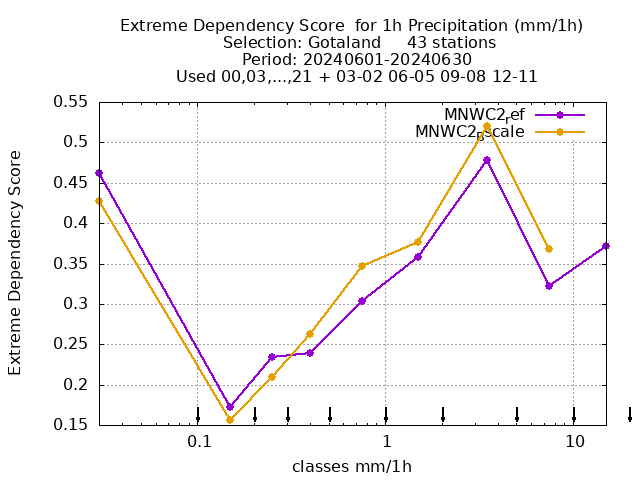 Extreme Dependency Score  for 1h Precipitation (mm/1h)
Selection: Gotaland     43 stations
Period: 20240601-20240630
Used 00,03,...,21 + 03-02 06-05 09-08 12-11
MNWC2ref
MNWC2sscale
Extreme Dependency Score
0.55
0.5
0.45
0.4
0.35
0.3
0.25
0.2
0.15
0.1
1
10
classes mm/1h